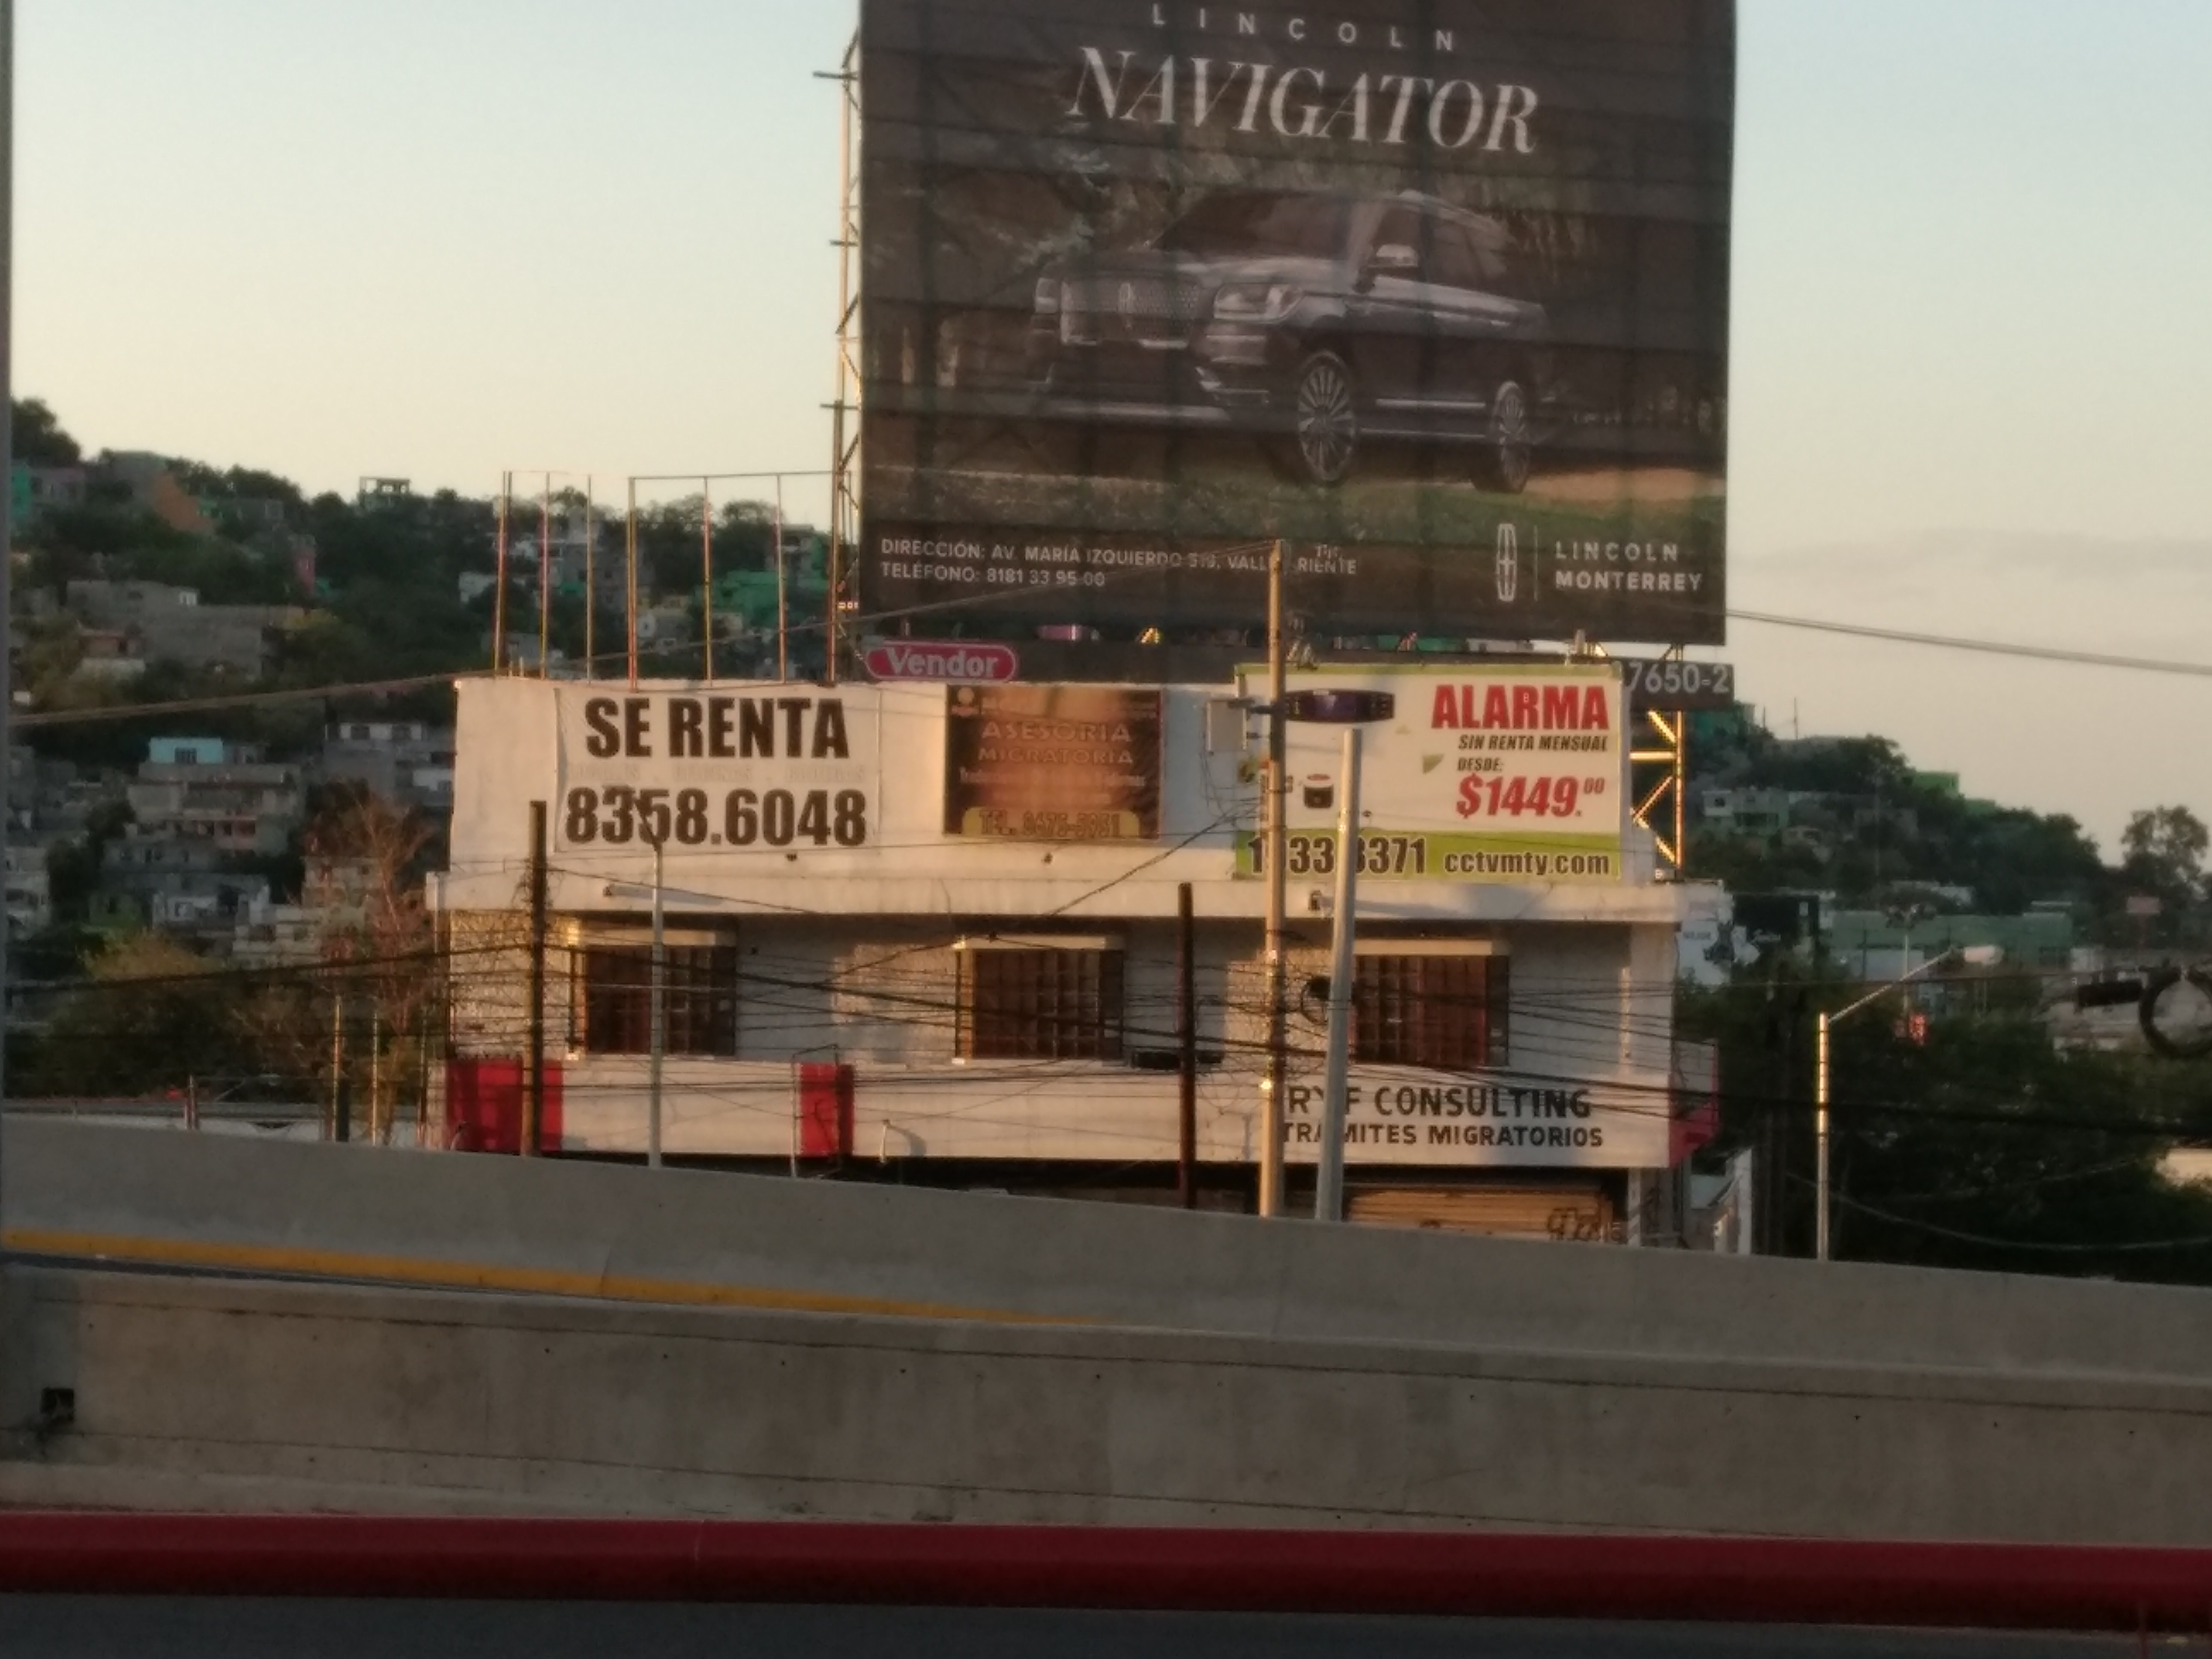 LINCOLN
NAVIGATOR
DIRECCIÓN: AV. MARÍA IZQUIERDO
TELÉFONO: 8181 33 95 00
LINCOLN
MONTERREY
Vendor
7650-2
SE RENTA
8358.6048
ASESORIA
MIGRATORIA
ALARMA
SIN RENTA MENSUAL
DESDE:
$1449.00
cctvmty.com
CONSULTING
TRAMITES MIGRATORIOS